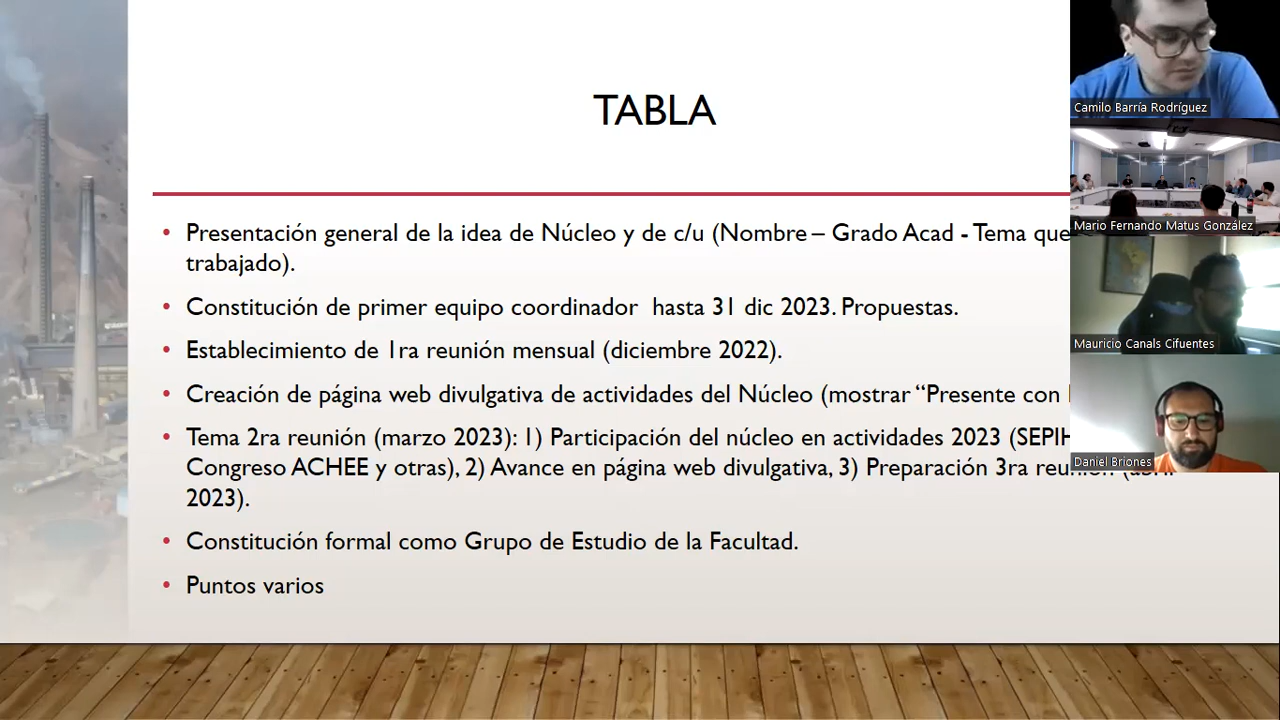 TABLA
• Presentación general de la idea de Núcleo y de c/u (Nombre – Grado Acad - Tema que
trabajado).
• Constitución de primer equipo coordinador hasta 31 dic 2023. Propuestas.
• Establecimiento de 1ra reunión mensual (diciembre 2022).
• Creación de página web divulgativa de actividades del Núcleo (mostrar “Presente con
• Tema 2ra reunión (marzo 2023): 1) Participación del núcleo en actividades 2023 (SEPIH
Congreso ACHEE y otras), 2) Avance en página web divulgativa, 3) Preparación 3ra reunión (abril
2023).
• Constitución formal como Grupo de Estudio de la Facultad.
• Puntos varios
Camilo Barría Rodríguez
Mario Fernando Matus González
Mauricio Canals Cifuentes
Daniel Briones